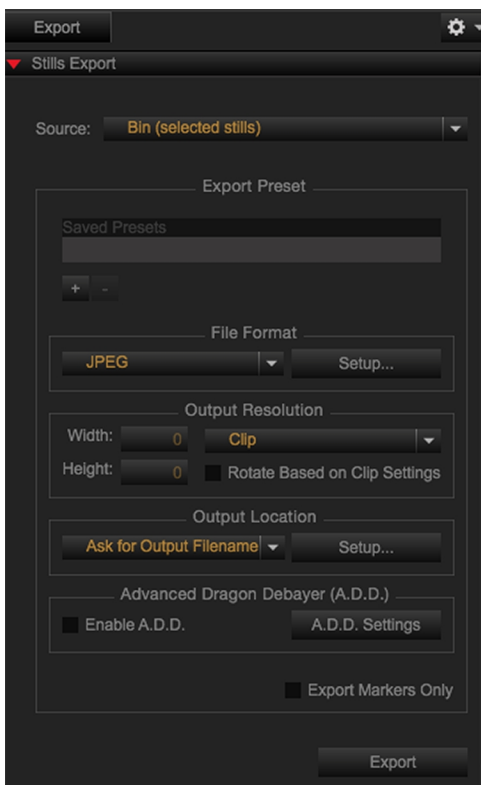 Export
Stills Export
Source: Bin (selected stills)
Export Preset
Saved Presets
+ -
File Format
JPEG Setup...
Output Resolution
Width: 0 Clip
Height: 0 Rotate Based on Clip Settings
Output Location
Ask for Output Filename Setup...
Advanced Dragon Debayer (A.D.D.)
Enable A.D.D. A.D.D. Settings
Export Markers Only
Export